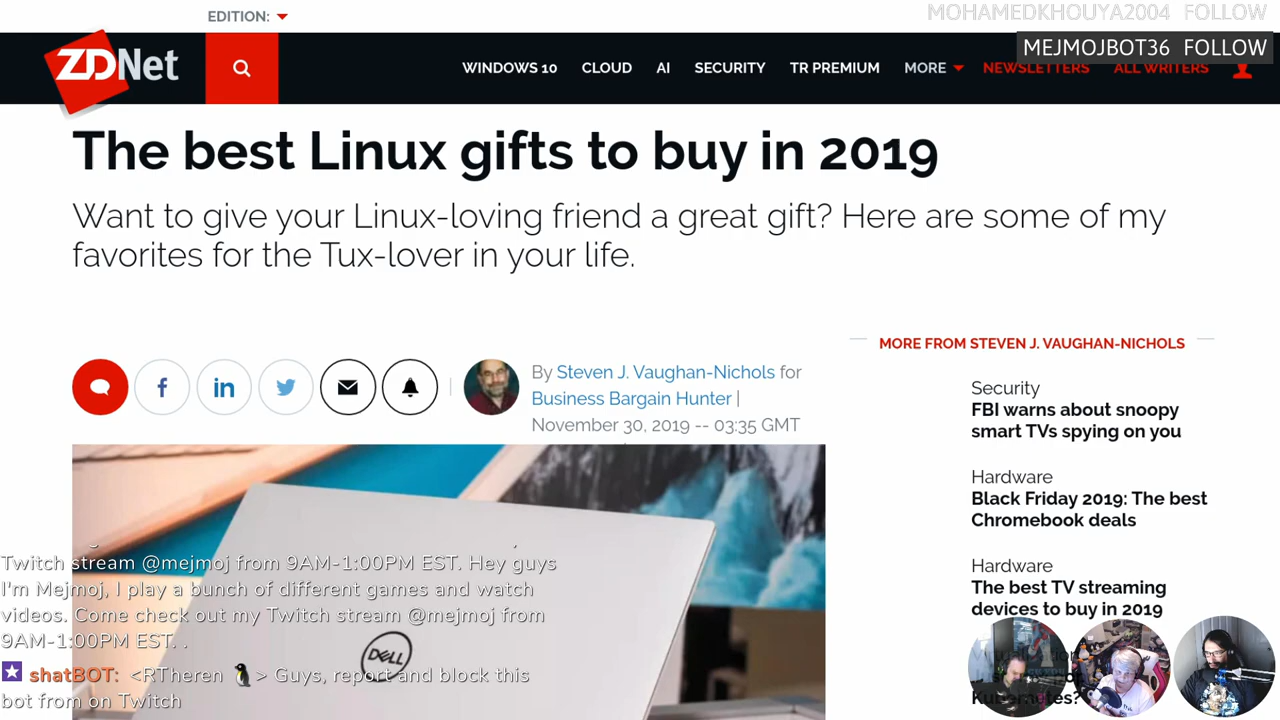 EDITION:
MOHAMEDKHOUYA2004 FOLLOW
MEJMOJBOT36 FOLLOW
ZDNet
WINDOWS 10 CLOUD AI SECURITY TR PREMIUM MORE NEWSLETTERS ALL WRITERS
The best Linux gifts to buy in 2019
Want to give your Linux-loving friend a great gift? Here are some of my
favorites for the Tux-lover in your life.
By Steven J. Vaughan-Nichols for
Business Bargain Hunter |
November 30, 2019 -- 03:35 GMT
MORE FROM STEVEN J. VAUGHAN-NICHOLS
Security
FBI warns about snoopy
smart TVs spying on you
Hardware
Black Friday 2019: The best
Chromebook deals
Hardware
The best TV streaming
devices to buy in 2019
Kubernetes?
DELL
Twitch stream @mejmoj from 9AM-1:00PM EST. Hey guys
I'm Mejmoj, I play a bunch of different games and watch
videos. Come check out my Twitch stream @mejmoj from
9AM-1:00PM EST. .
shatBOT: <RTheren 🐧> Guys, report and block this
bot from on Twitch